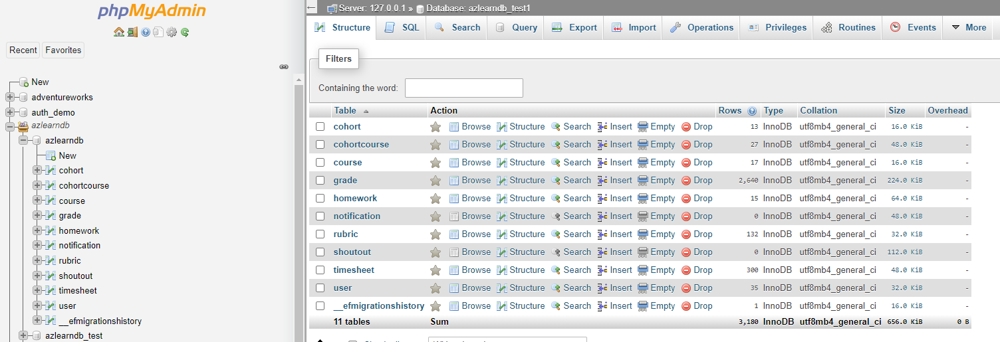 phpMyAdmin
Recent Favorites
New
adventureworks
auth_demo
azlearndb
azlearndb
New
cohort
cohortcourse
course
grade
homework
notification
rubric
shoutout
timesheet
user
__efmigrationshistory
azlearndb_test
Server: 127.0.0.1 » Database: azlearndb_test1
Structure SQL Search Query Export Import Operations Privileges Routines Events More
Filters
Containing the word:
Table Action Rows Type Collation Size Overhead
cohort Browse Structure Search Insert Empty Drop 13 InnoDB utf8mb4_general_ci 16.0 KiB -
cohortcourse Browse Structure Search Insert Empty Drop 27 InnoDB utf8mb4_general_ci 48.0 KiB -
course Browse Structure Search Insert Empty Drop 17 InnoDB utf8mb4_general_ci 16.0 KiB -
grade Browse Structure Search Insert Empty Drop 2,640 InnoDB utf8mb4_general_ci 224.0 KiB -
homework Browse Structure Search Insert Empty Drop 15 InnoDB utf8mb4_general_ci 64.0 KiB -
notification Browse Structure Search Insert Empty Drop 0 InnoDB utf8mb4_general_ci 48.0 KiB -
rubric Browse Structure Search Insert Empty Drop 132 InnoDB utf8mb4_general_ci 32.0 KiB -
shoutout Browse Structure Search Insert Empty Drop 0 InnoDB utf8mb4_general_ci 112.0 KiB -
timesheet Browse Structure Search Insert Empty Drop 300 InnoDB utf8mb4_general_ci 48.0 KiB -
user Browse Structure Search Insert Empty Drop 35 InnoDB utf8mb4_general_ci 32.0 KiB -
__efmigrationshistory Browse Structure Search Insert Empty Drop 1 InnoDB utf8mb4_general_ci 16.0 KiB -
11 tables Sum 3,180 InnoDB utf8mb4_general_ci 656.0 KiB 0 B